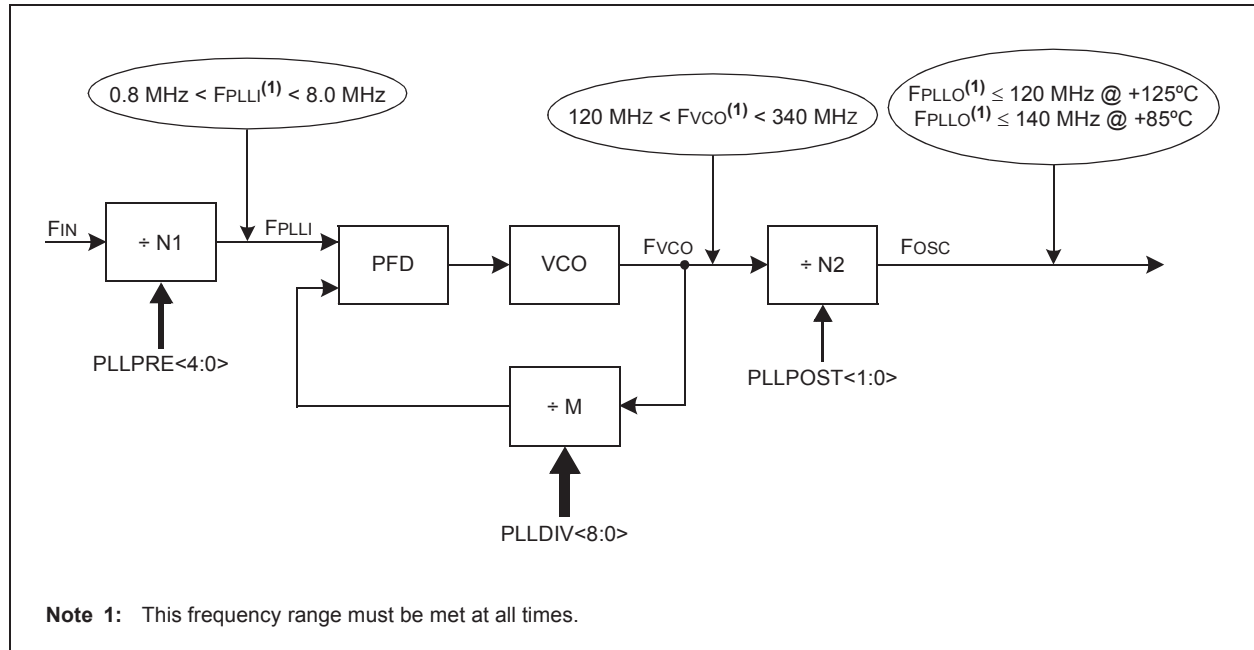 0.8 MHz < FPLLI(1) < 8.0 MHz
120 MHZ < FVCO(1) < 340 MHZ
FPLLO(1) ≤ 120 MHz @ +125ºC
FPLLO(1) ≤ 140 MHz @ +85ºC
FIN
÷ N1
FPLLI
PFD
VCO
FVCO
÷ N2
FOSC
PLLPRE<4:0>
÷ M
PLLPOST<1:0>
PLLDIV<8:0>
Note 1: This frequency range must be met at all times.